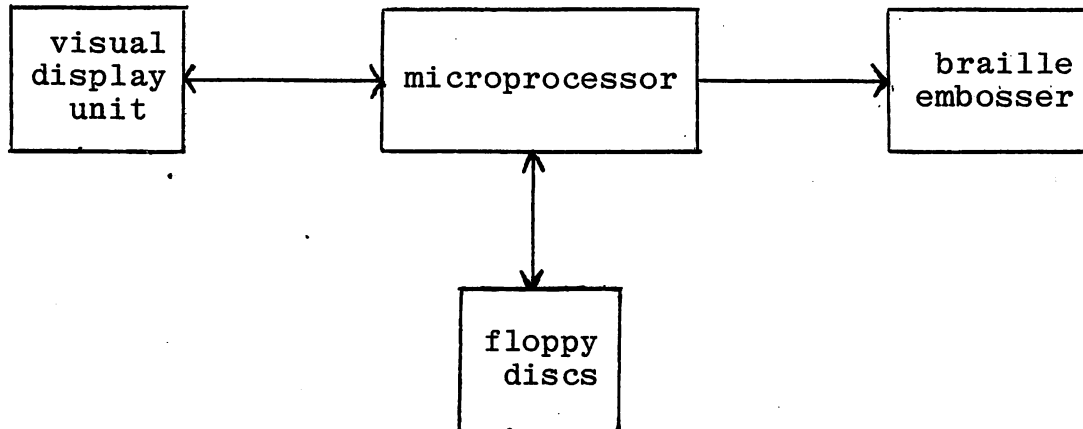 visual
display
unit
microprocessor
braille
embosser
floppy
discs